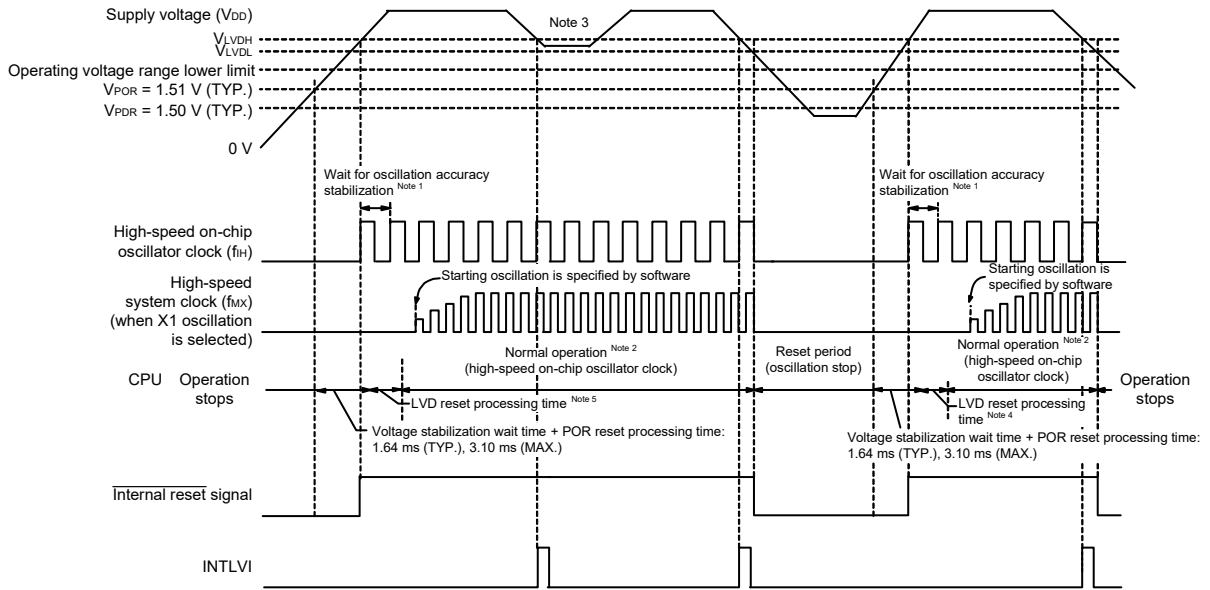 Supply voltage (VDD)
Note 3
VLVDH
VLVDL
Operating voltage range lower limit
VPOR = 1.51 V (TYP.)
VPDR = 1.50 V (TYP.)
0 V
Wait for oscillation accuracy
stabilization Note 1
Wait for oscillation accuracy
stabilization Note 1
High-speed on-chip
oscillator clock (fIH)
High-speed
system clock (fMX)
(when X1 oscillation
is selected)
Starting oscillation is specified by software
Starting oscillation is
specified by software
Normal operation Note 2
(high-speed on-chip oscillator clock)
Reset period
(oscillation stop)
Normal operation Note 2
(high-speed on-chip
oscillator clock)
CPU Operation
stops
Operation
stops
LVD reset processing time Note 5
LVD reset processing
time Note 4
Voltage stabilization wait time + POR reset processing time:
1.64 ms (TYP.), 3.10 ms (MAX.)
Voltage stabilization wait time + POR reset processing time:
1.64 ms (TYP.), 3.10 ms (MAX.)
Internal reset signal
INTLVI